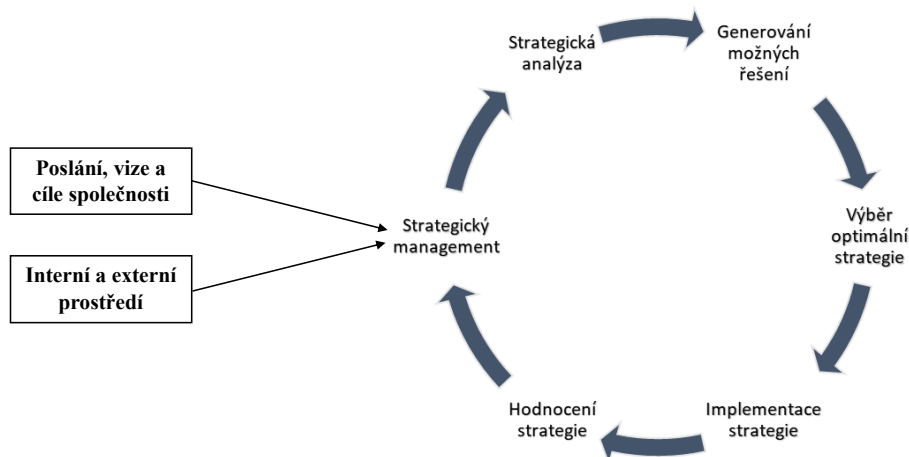 Poslání, vize a
cíle společnosti
Interní a externí
prostředí
Strategický
management
Strategická
analýza
Generování
možných
řešení
Výběr
optimální
strategie
Implementace
strategie
Hodnocení
strategie